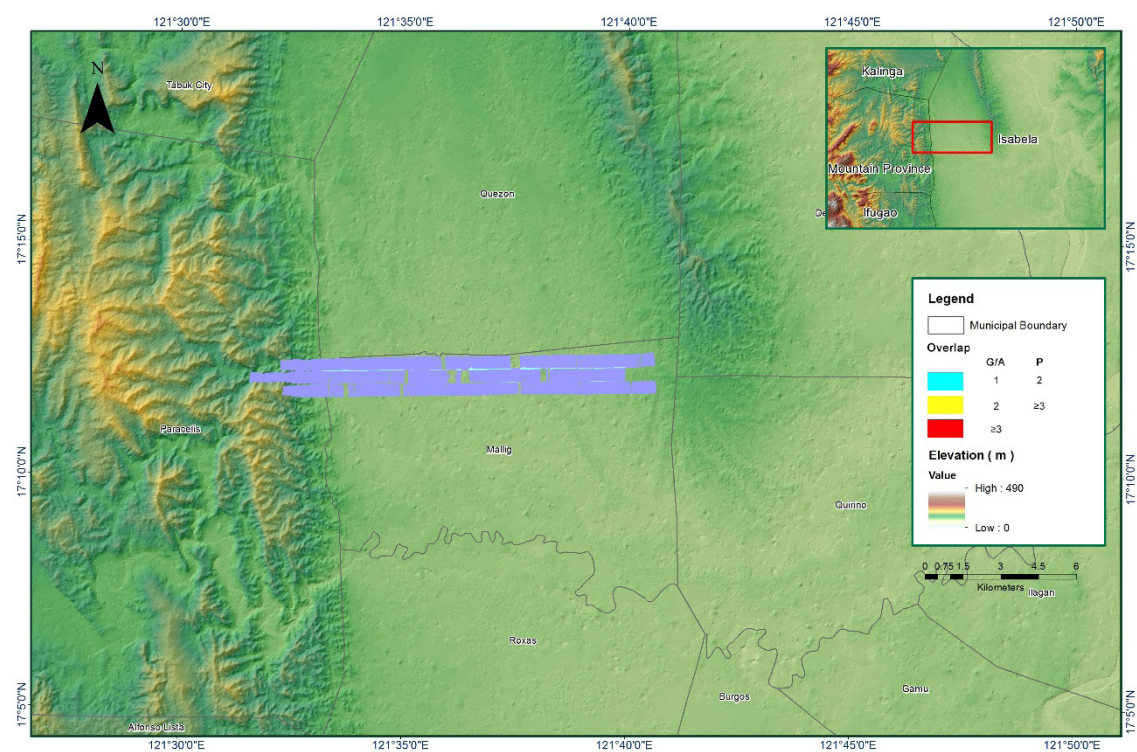 121°30'0"E 121°35'0"E 121°40'0"E 121°45'0"E 121°50'0"E
N
Tabuk City
Kalinga
Isabela
Mountain Province
Ifugao
Quezon
De
17°15'0"N
17°15'0"N
Legend
Municipal Boundary
Overlap
G/A P
1 2
2 ≥3
≥3
Elevation ( m )
Value
High : 490
Low : 0
Paracelis
Mallig
17°10'0"N
17°10'0"N
Quirino
0 0.75 1.5 3 4.5 6
Kilometers
Ilagan
Roxas
Burgos
Gamu
17°5'0"N
17°5'0"N
Alfonso Lista
121°30'0"E 121°35'0"E 121°40'0"E 121°45'0"E 121°50'0"E